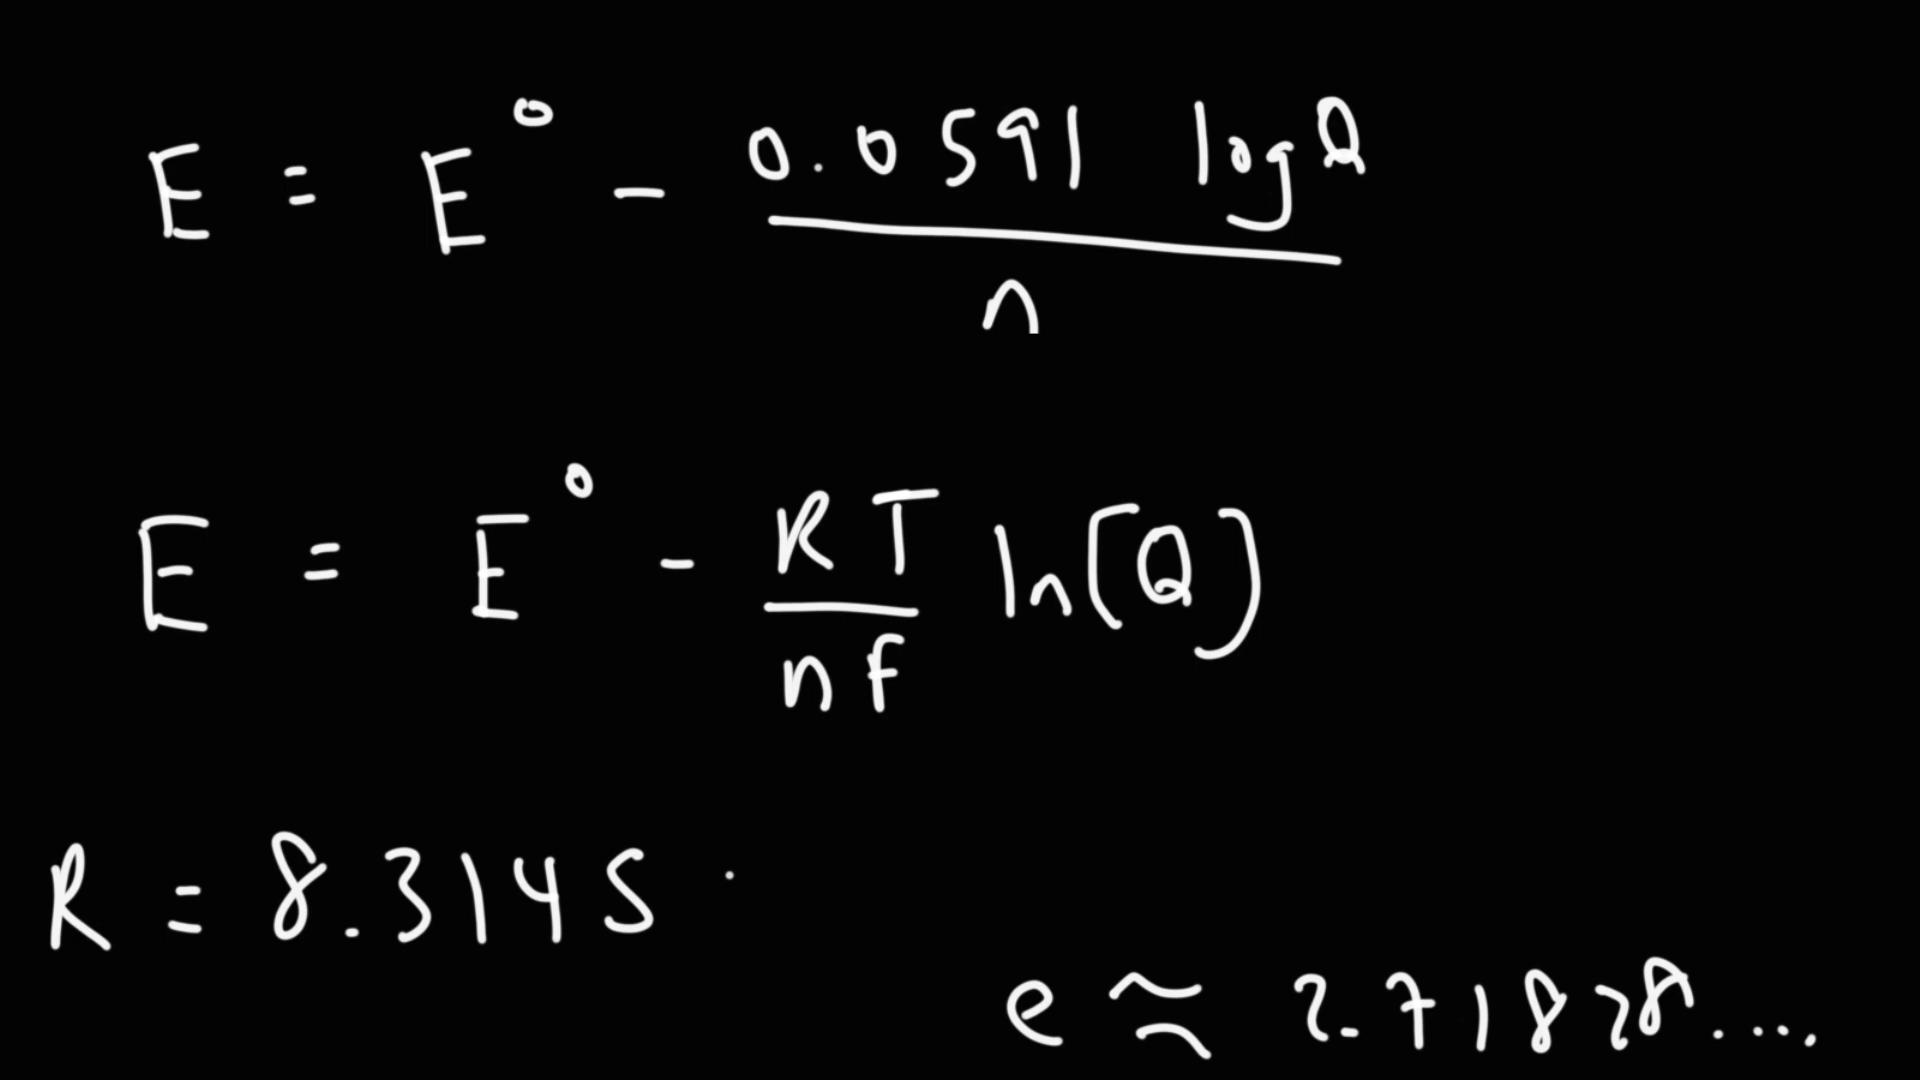 E = E° - 0.0591 logQ / n
E = E° - RT / nf ln(Q)
R = 8.3145
e ≈ 2.71828.....